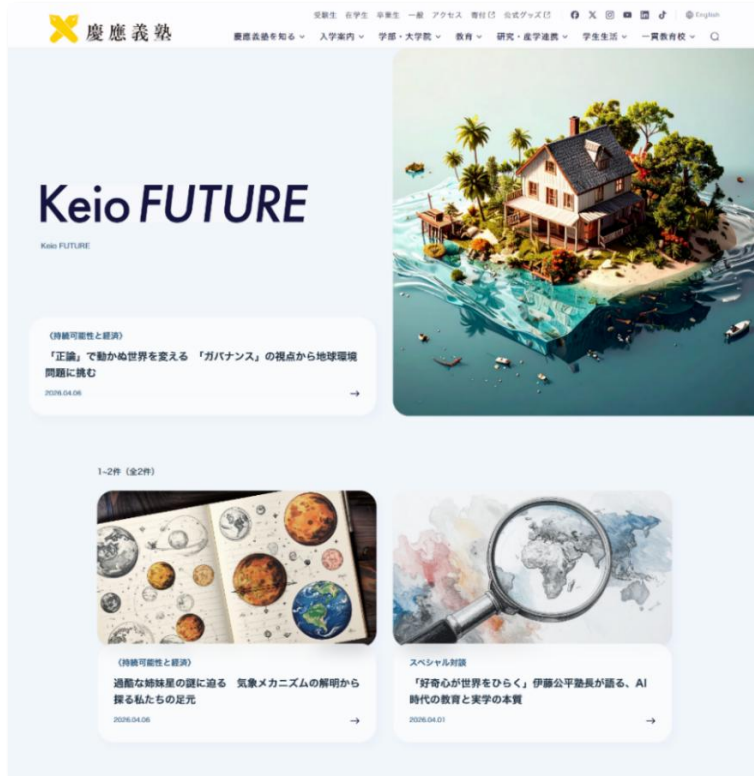 受験生 在学生 卒業生 一般 アクセス 寄付 公式グッズ English
慶應義塾
慶應義塾を知る 入学案内 学部・大学院 教育 研究・産学連携 学生生活 一貫教育校
Keio FUTURE
Keio FUTURE
〈持続可能性と経済〉
「正論」で動かぬ世界を変える 「ガバナンス」の視点から地球環境
問題に挑む
2026.04.06
1~2件（全2件）
〈持続可能性と経済〉
過酷な姉妹星の謎に迫る 気象メカニズムの解明から
探る私たちの足元
2026.04.06
スペシャル対談
「好奇心が世界をひらく」伊藤公平塾長が語る、AI
時代の教育と実学の本質
2026.04.01